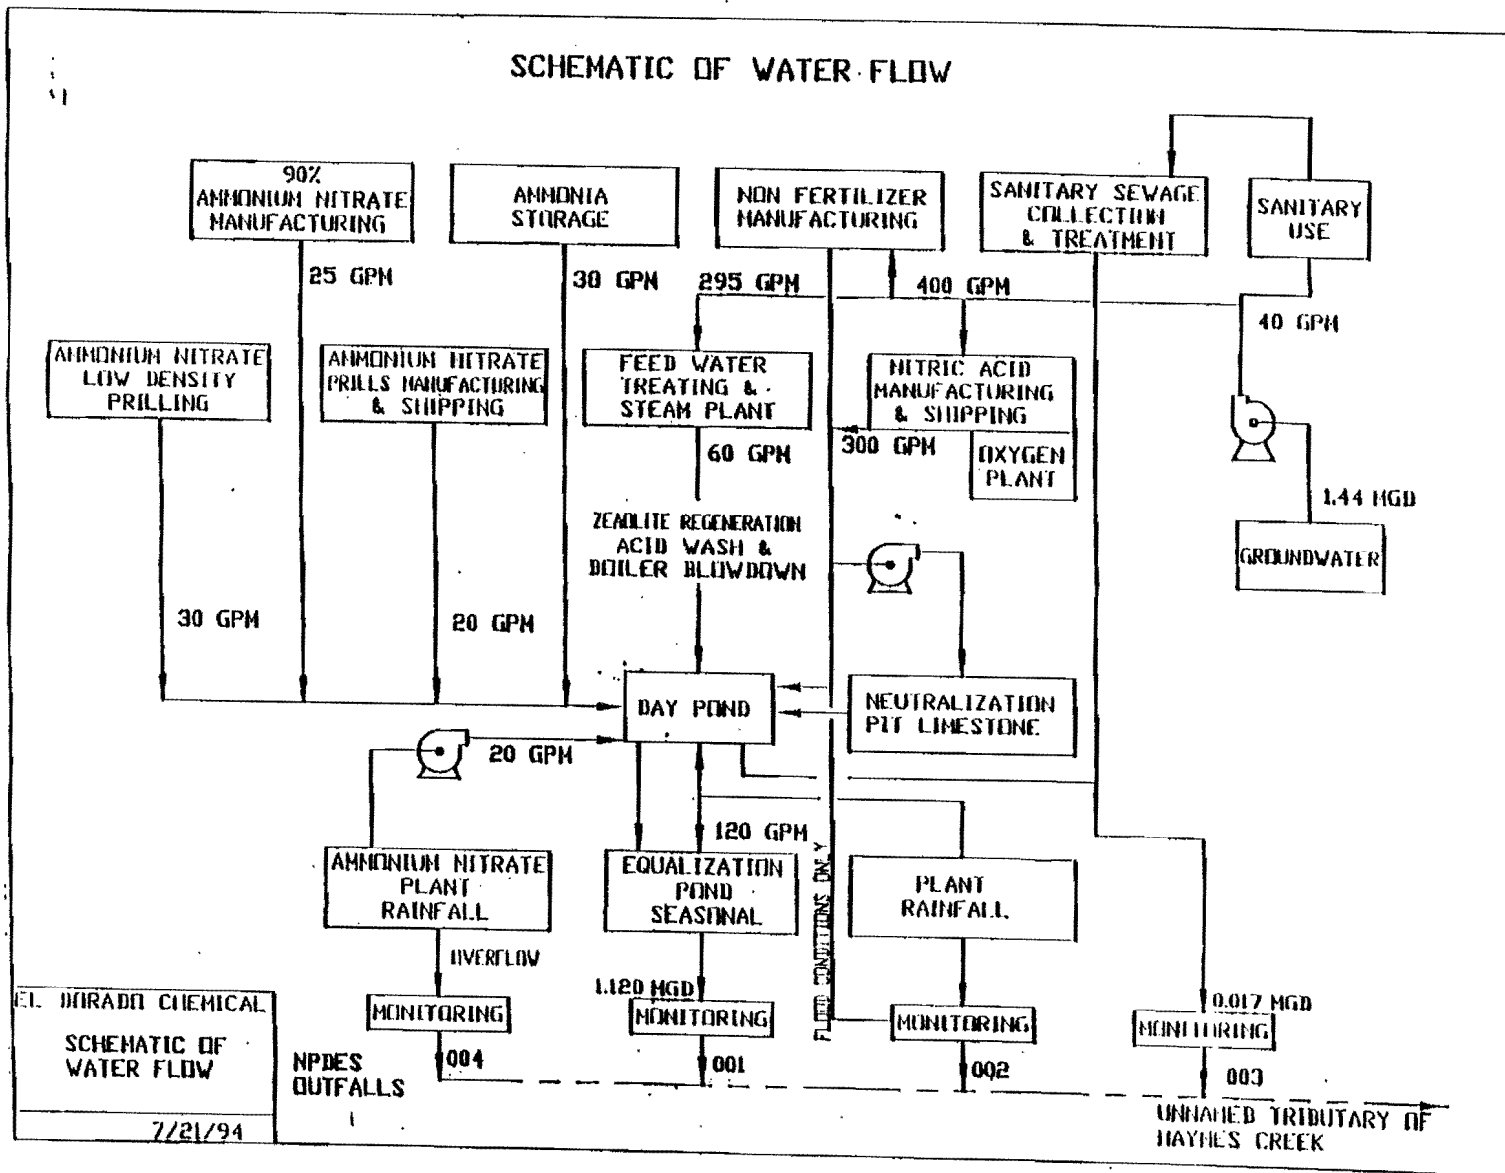 SCHEMATIC OF WATER FLOW
90%
AMMONIUM NITRATE
MANUFACTURING
AMMONIA
STORAGE
NON FERTILIZER
MANUFACTURING
SANITARY SEWAGE
COLLECTION
& TREATMENT
SANITARY
USE
25 GPM
30 GPM
295 GPM
400 GPM
40 GPM
AMMONIUM NITRATE
LOW DENSITY
PRILLING
AMMONIUM NITRATE
PRILLS MANUFACTURING
& SHIPPING
FEED WATER
TREATING &
STEAM PLANT
NITRIC ACID
MANUFACTURING
& SHIPPING
60 GPM
300 GPM
OXYGEN
PLANT
1.44 MGD
ZEOLITE REGENERATION
ACID WASH &
BOILER BLOWDOWN
GROUNDWATER
30 GPM
20 GPM
DAY POND
NEUTRALIZATION
PIT LIMESTONE
20 GPM
120 GPM
FLOOD CONDITIONS ONLY
AMMONIUM NITRATE
PLANT
RAINFALL
EQUALIZATION
POND
SEASONAL
PLANT
RAINFALL
OVERFLOW
1.120 MGD
0.017 MGD
MONITORING
MONITORING
MONITORING
MONITORING
EL DORADO CHEMICAL
SCHEMATIC OF
WATER FLOW
7/21/94
NPDES
OUTFALLS
004
001
002
003
UNNAMED TRIBUTARY OF
HAYNES CREEK